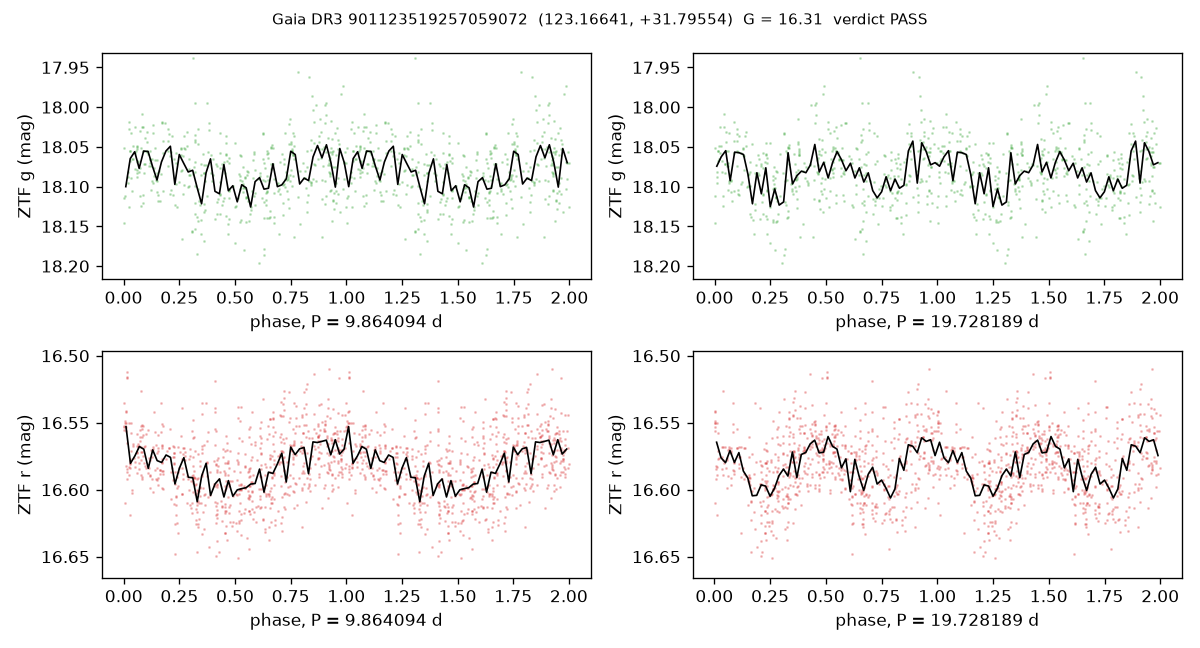 Gaia DR3 901123519257059072 (123.16641, +31.79554) G = 16.31 verdict PASS
17.95
18.00
18.05
18.10
18.15
18.20
ZTF g (mag)
0.00 0.25 0.50 0.75 1.00 1.25 1.50 1.75 2.00
phase, P = 9.864094 d
17.95
18.00
18.05
18.10
18.15
18.20
ZTF g (mag)
0.00 0.25 0.50 0.75 1.00 1.25 1.50 1.75 2.00
phase, P = 19.728189 d
16.50
16.55
16.60
16.65
ZTF r (mag)
0.00 0.25 0.50 0.75 1.00 1.25 1.50 1.75 2.00
phase, P = 9.864094 d
16.50
16.55
16.60
16.65
ZTF r (mag)
0.00 0.25 0.50 0.75 1.00 1.25 1.50 1.75 2.00
phase, P = 19.728189 d